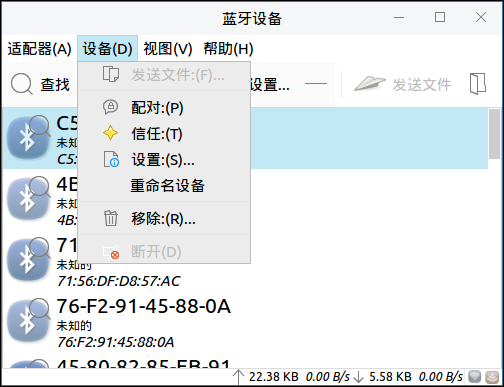 蓝牙设备
适配器(A) 设备(D) 视图(V) 帮助(H)
查找 设置... 发送文件
发送文件:(F)...
配对:(P)
信任:(T)
设置:(S)...
重命名设备
移除:(R)...
断开(D)
C5
未知
C5:
4B
未知
4B:
71
未知的
71:56:DF:D8:57:AC
76-F2-91-45-88-0A
未知的
76:F2:91:45:88:0A
45-80-82-85-EB-91
22.38 KB 0.00 B/s 5.58 KB 0.00 B/s